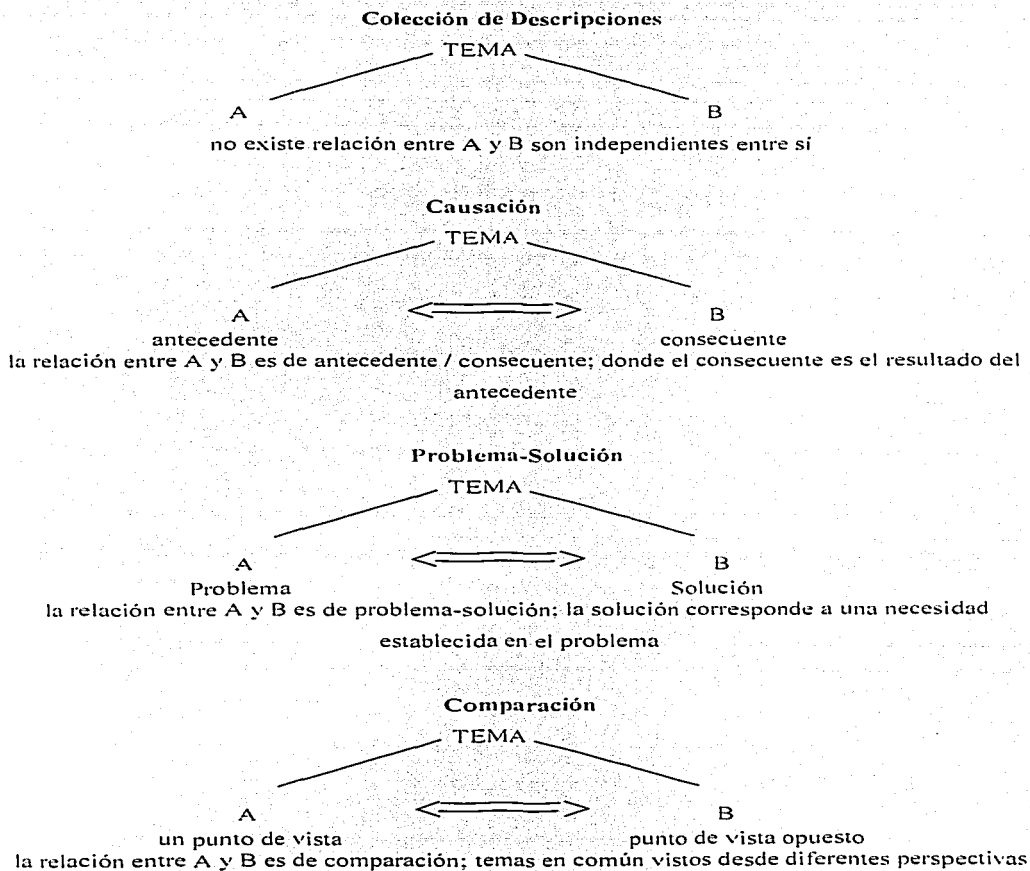 Colección de Descripciones
TEMA
A B
no existe relación entre A y B son independientes entre sí
Causación
TEMA
A B
antecedente consecuente
la relación entre A y B es de antecedente / consecuente; donde el consecuente es el resultado del
antecedente
Problema-Solución
TEMA
A B
Problema Solución
la relación entre A y B es de problema-solución; la solución corresponde a una necesidad
establecida en el problema
Comparación
TEMA
A B
un punto de vista punto de vista opuesto
la relación entre A y B es de comparación; temas en común vistos desde diferentes perspectivas